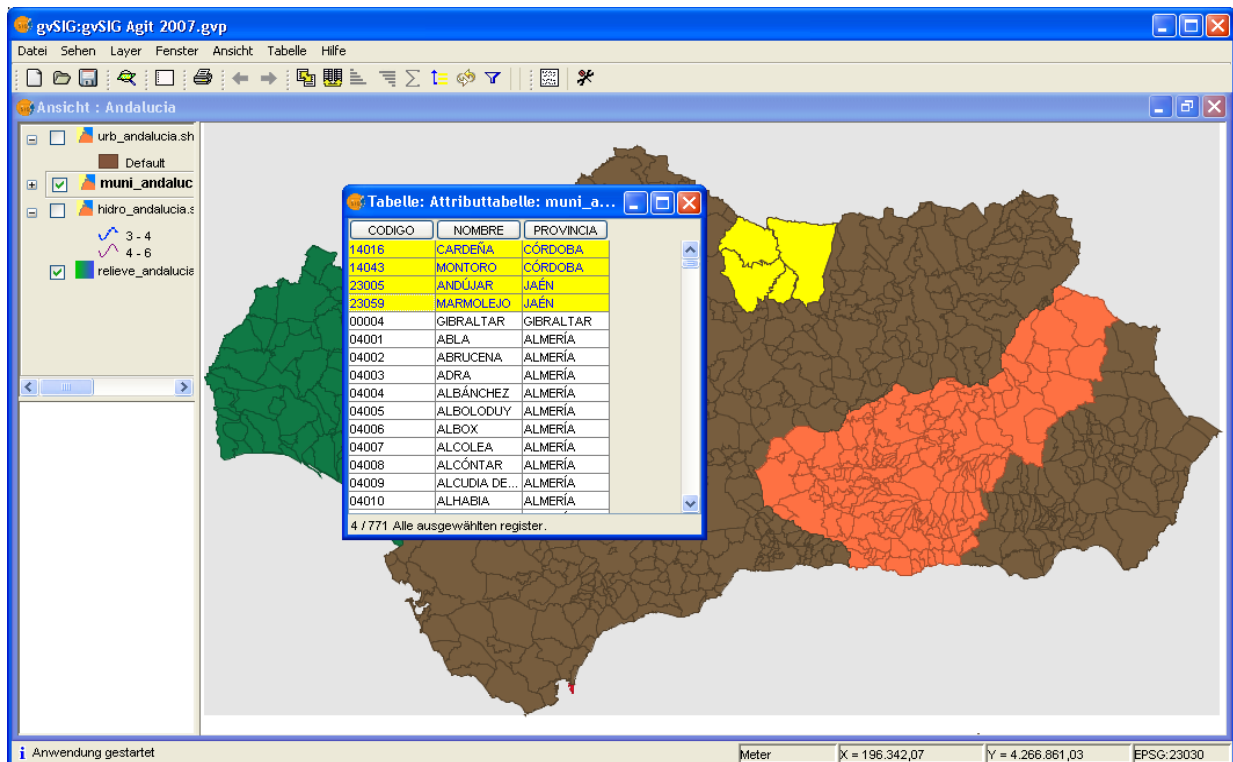 gvSIG:gvSIG Agit 2007.gvp
Datei Sehen Layer Fenster Ansicht Tabelle Hilfe
Ansicht : Andalucia
urb_andalucia.sh
Default
muni_andaluc
hidro_andalucia.s
3 - 4
4 - 6
relieve_andalucia
Tabelle: Attributtabelle: muni_a...
CODIGO NOMBRE PROVINCIA
14016 CARDEÑA CÓRDOBA
14043 MONTORO CÓRDOBA
23005 ANDÚJAR JAÉN
23059 MARMOLEJO JAÉN
00004 GIBRALTAR GIBRALTAR
04001 ABLA ALMERÍA
04002 ABRUCENA ALMERÍA
04003 ADRA ALMERÍA
04004 ALBÁNCHEZ ALMERÍA
04005 ALBOLODUY ALMERÍA
04006 ALBOX ALMERÍA
04007 ALCOLEA ALMERÍA
04008 ALCÓNTAR ALMERÍA
04009 ALCUDIA DE... ALMERÍA
04010 ALHABIA ALMERÍA
4 / 771 Alle ausgewählten register.
Anwendung gestartet
Meter X = 196.342,07 Y = 4.266.861,03 EPSG:23030